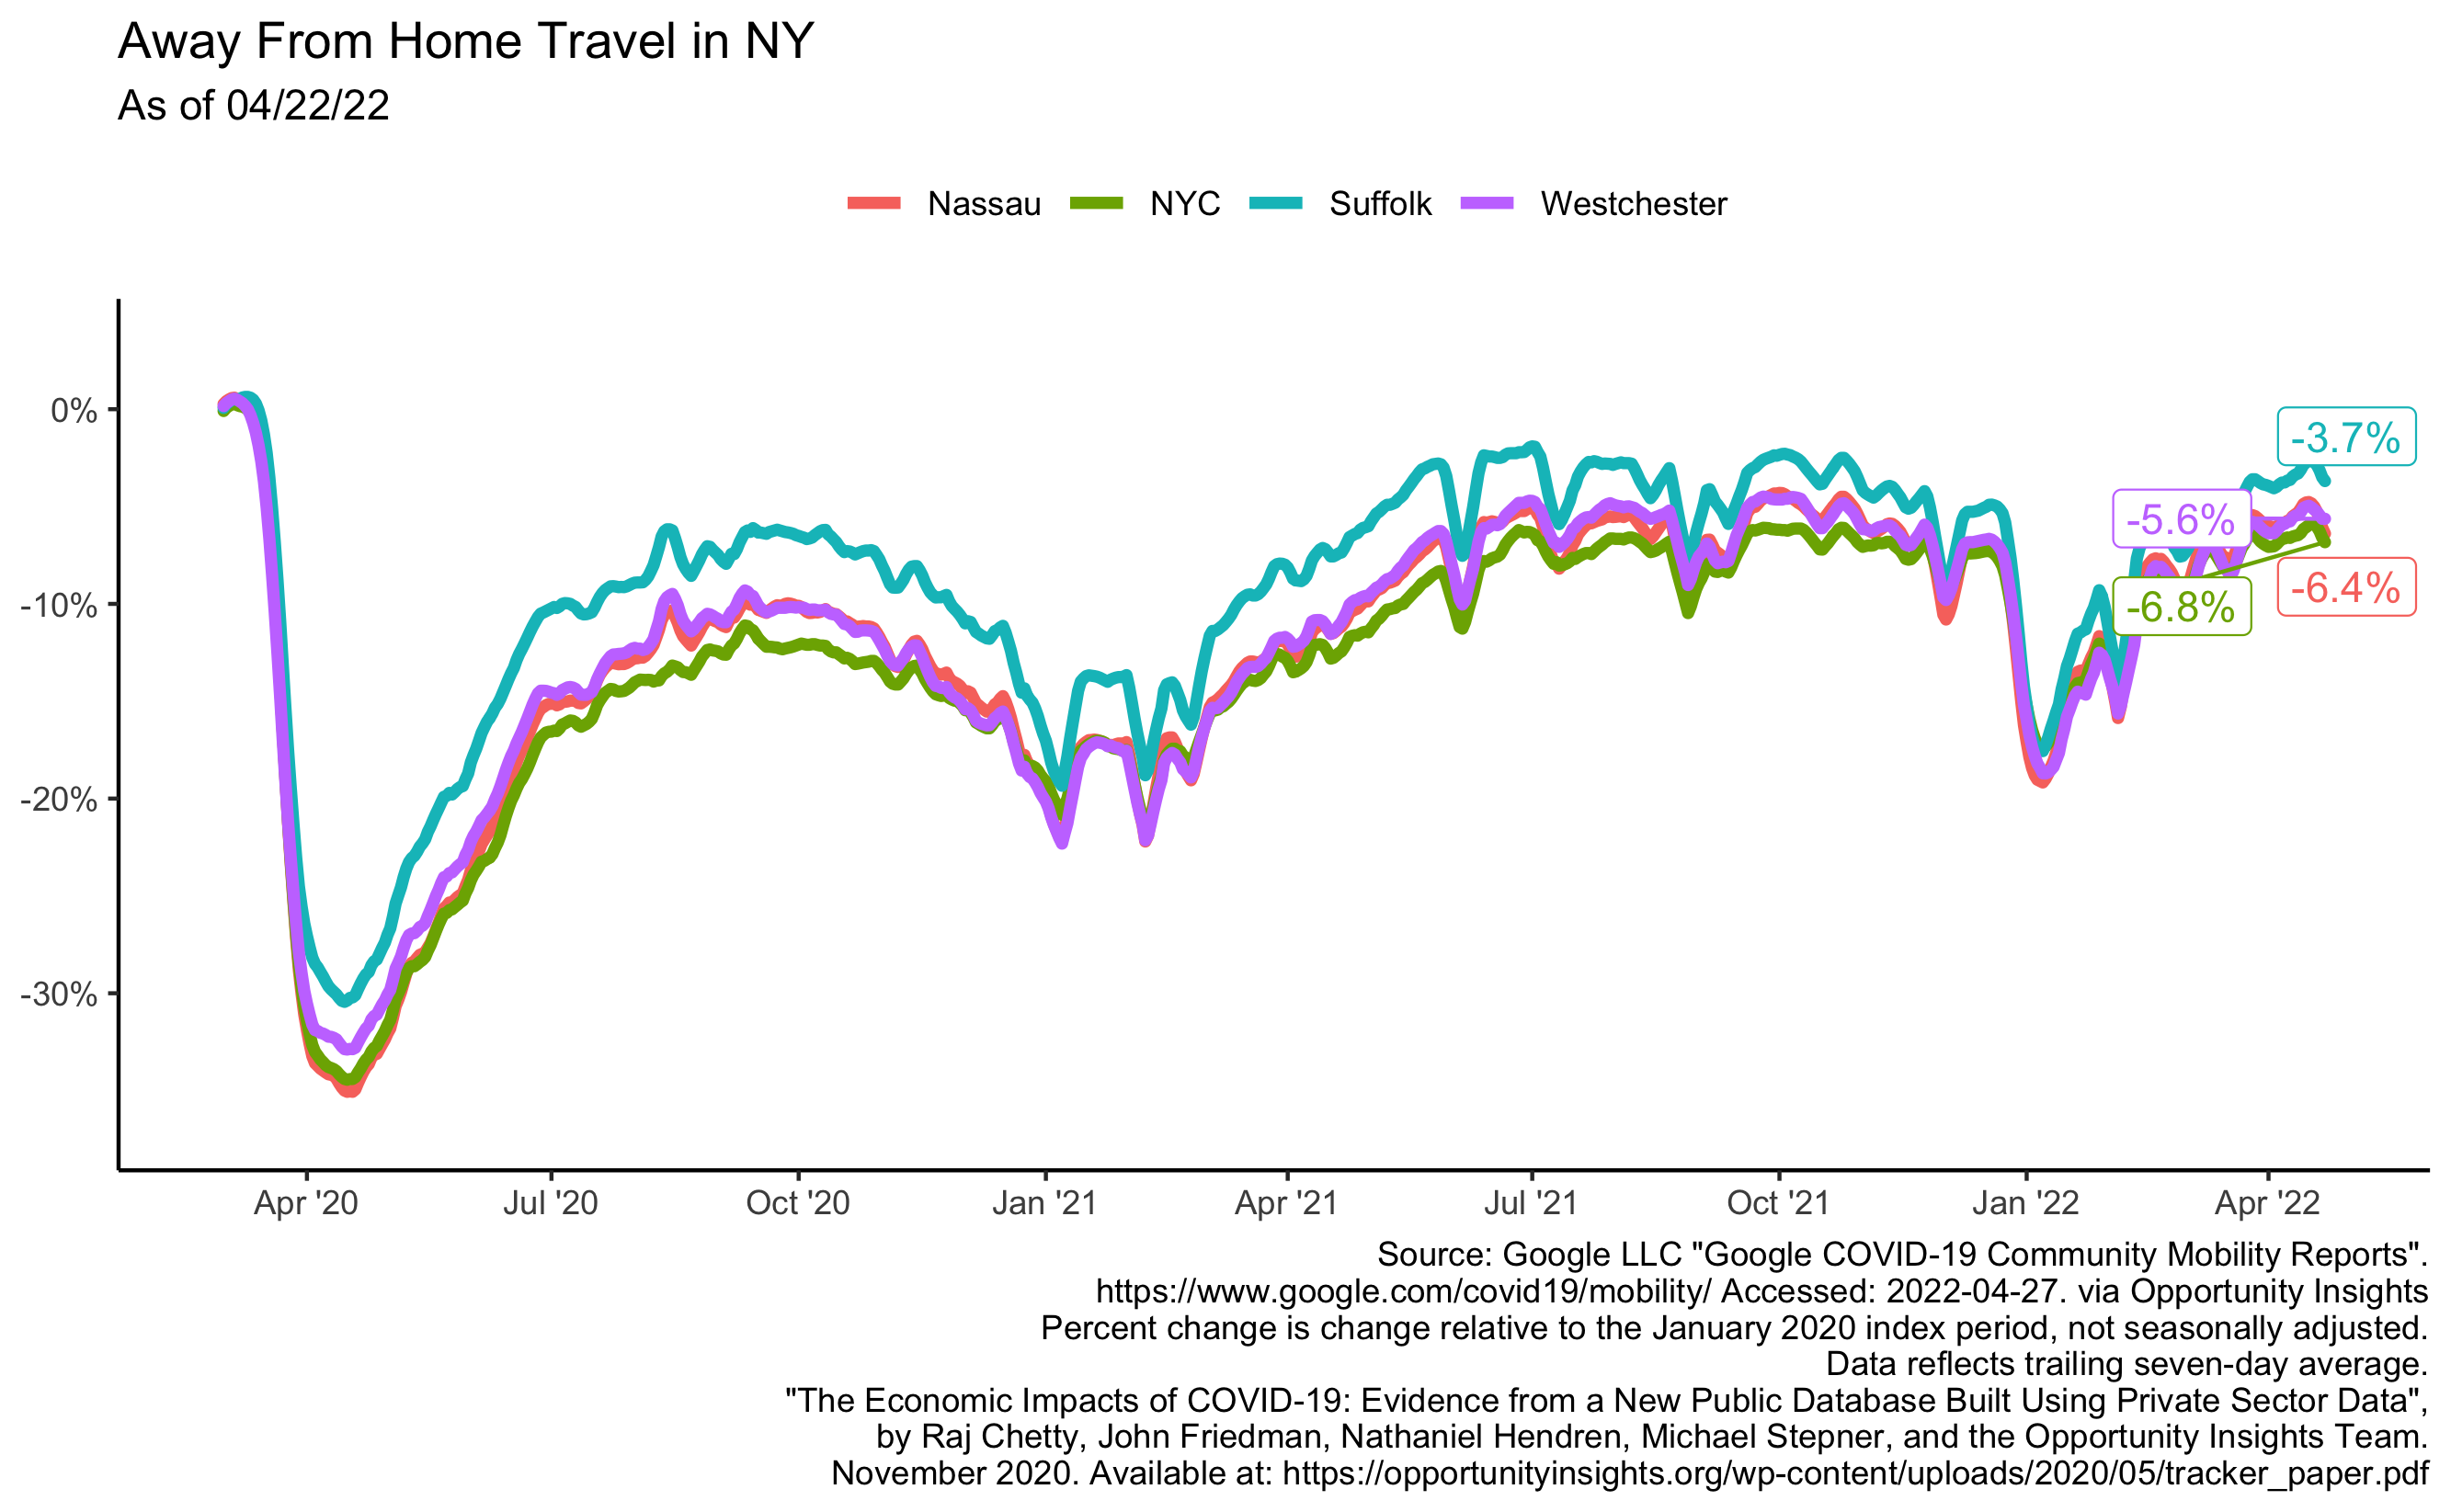 Away From Home Travel in NY
As of 04/22/22
Nassau NYC Suffolk Westchester
0%
-10%
-20%
-30%
-3.7%
-5.6%
-6.4%
-6.8%
Apr '20 Jul '20 Oct '20 Jan '21 Apr '21 Jul '21 Oct '21 Jan '22 Apr '22
Source: Google LLC "Google COVID-19 Community Mobility Reports".
https://www.google.com/covid19/mobility/ Accessed: 2022-04-27. via Opportunity Insights
Percent change is change relative to the January 2020 index period, not seasonally adjusted.
Data reflects trailing seven-day average.
"The Economic Impacts of COVID-19: Evidence from a New Public Database Built Using Private Sector Data",
by Raj Chetty, John Friedman, Nathaniel Hendren, Michael Stepner, and the Opportunity Insights Team.
November 2020. Available at: https://opportunityinsights.org/wp-content/uploads/2020/05/tracker_paper.pdf